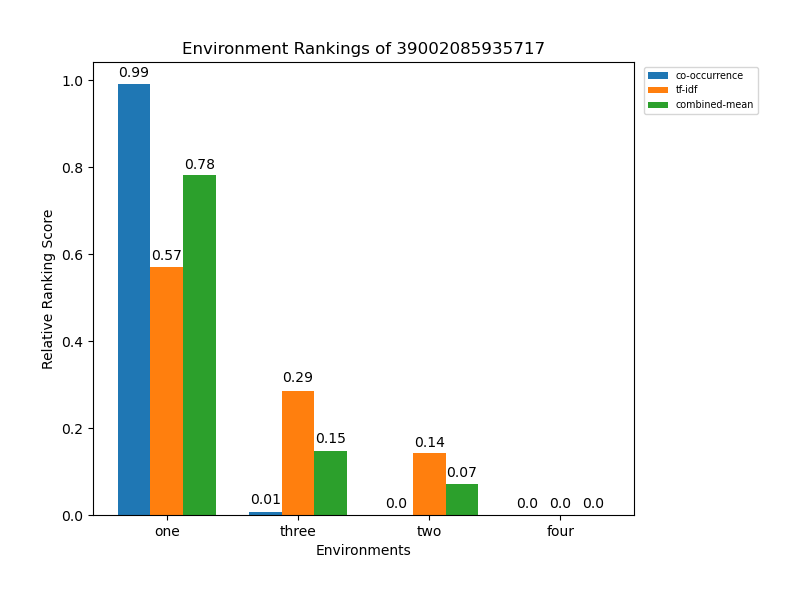 Environment Rankings of 39002085935717
co-occurrence
tf-idf
combined-mean
Relative Ranking Score
1.0
0.8
0.6
0.4
0.2
0.0
0.99
0.57
0.78
0.01
0.29
0.15
0.0
0.14
0.07
0.0
0.0
0.0
one three two four
Environments